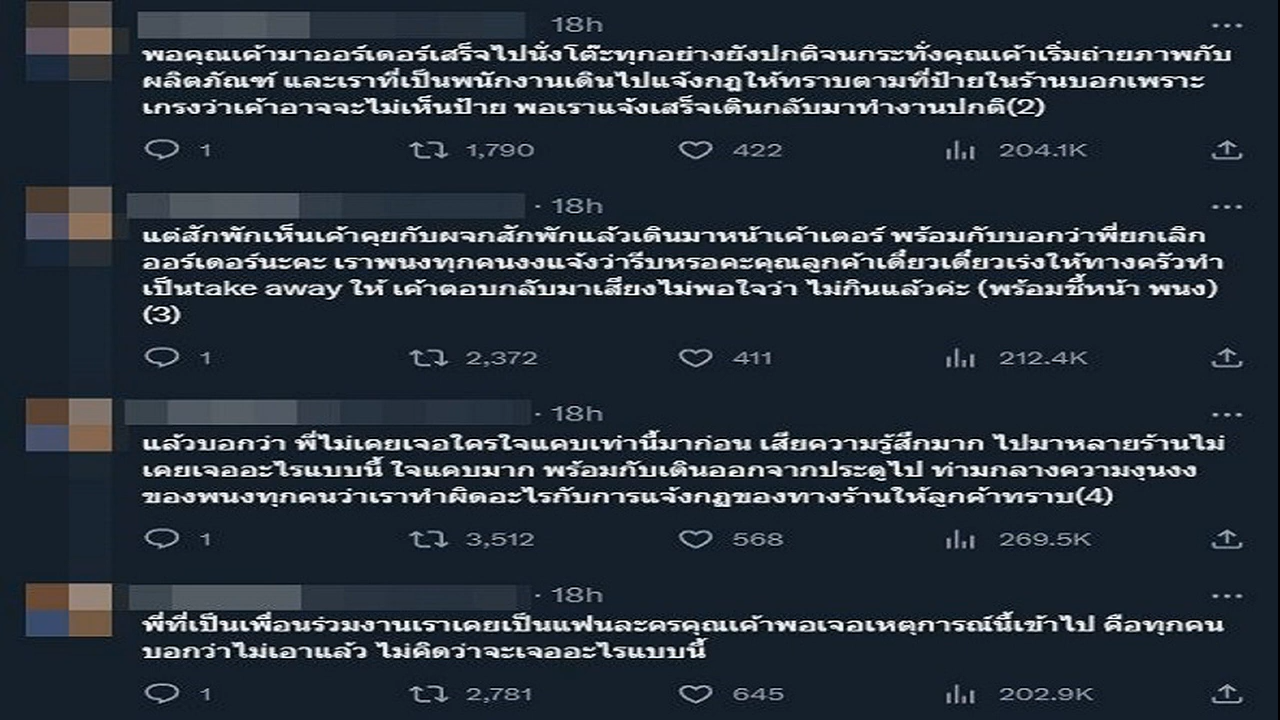 18h
พอคุณเค้ามาออร์เดอร์เสร็จไปนั่งโต๊ะทุกอย่างยังปกติจนกระทั่งคุณเค้าเริ่มถ่ายภาพกับ
ผลิตภัณฑ์ และเราที่เป็นพนักงานเดินไปแจ้งกฏให้ทราบตามที่ป้ายในร้านบอกเพราะ
เกรงว่าเค้าอาจจะไม่เห็นป้าย พอเราแจ้งเสร็จเดินกลับมาทำงานปกติ(2)
1 1,790 422 204.1K
· 18h
แต่สักพักเห็นเค้าคุยกับผจกสักพักแล้วเดินมาหน้าเค้าเตอร์ พร้อมกับบอกว่าพี่ยกเลิก
ออร์เดอร์นะคะ เราพนงทุกคนงงแจ้งว่ารีบหรอคะคุณลูกค้าเดี๋ยวเดี๋ยวเร่งให้ทางครัวทำ
เป็นtake away ให้ เค้าตอบกลับมาเสียงไม่พอใจว่า ไม่กินแล้วค่ะ (พร้อมชี้หน้า พนง)
(3)
1 2,372 411 212.4K
· 18h
แล้วบอกว่า พี่ไม่เคยเจอใครใจแคบเท่านี้มาก่อน เสียความรู้สึกมาก ไปมาหลายร้านไม่
เคยเจออะไรแบบนี้ ใจแคบมาก พร้อมกับเดินออกจากประตูไป ท่ามกลางความงุนงง
ของพนงทุกคนว่าเราทำผิดอะไรกับการแจ้งกฏของทางร้านให้ลูกค้าทราบ(4)
1 3,512 568 269.5K
· 18h
พี่ที่เป็นเพื่อนร่วมงานเราเคยเป็นแฟนละครคุณเค้าพอเจอเหตุการณ์นี้เข้าไป คือทุกคน
บอกว่าไม่เอาแล้ว ไม่คิดว่าจะเจออะไรแบบนี้
1 2,781 645 202.9K